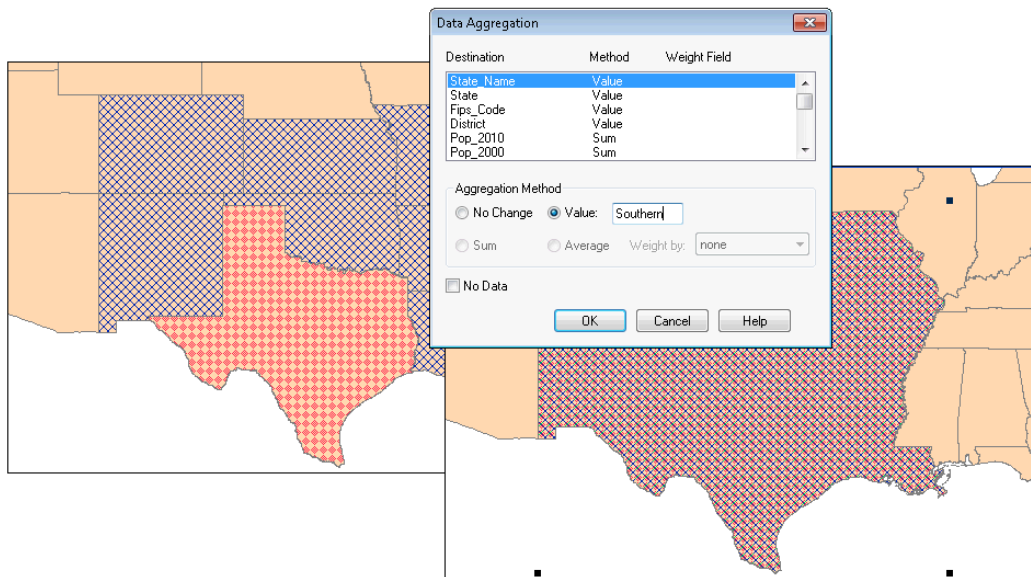 Data Aggregation
Destination Method Weight Field
State_Name Value
State Value
Fips_Code Value
District Value
Pop_2010 Sum
Pop_2000 Sum
Aggregation Method
No Change Value: Southern
Sum Average Weight by: none
No Data
OK Cancel Help